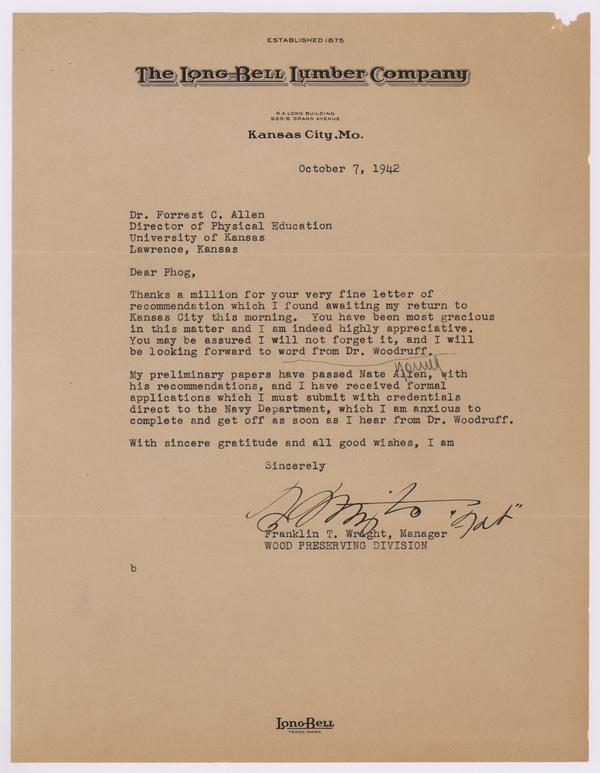 ESTABLISHED 1875
The Long-Bell Lumber Company
R.A. LONG BUILDING
926-8 GRAND AVENUE
Kansas City, Mo.
October 7, 1942
Dr. Forrest C. Allen
Director of Physical Education
University of Kansas
Lawrence, Kansas
Dear Phog,
Thanks a million for your very fine letter of
recommendation which I found awaiting my return to
Kansas City this morning. You have been most gracious
in this matter and I am indeed highly appreciative.
You may be assured I will not forget it, and I will
be looking forward to word from Dr. Woodruff.
My preliminary papers have passed Nate Allen, with
his recommendations, and I have received formal
applications which I must submit with credentials
direct to the Navy Department, which I am anxious to
complete and get off as soon as I hear from Dr. Woodruff.
With sincere gratitude and all good wishes, I am
Sincerely
Franklin T. Wright, Manager
WOOD PRESERVING DIVISION
b
Long-Bell
TRADE MARK